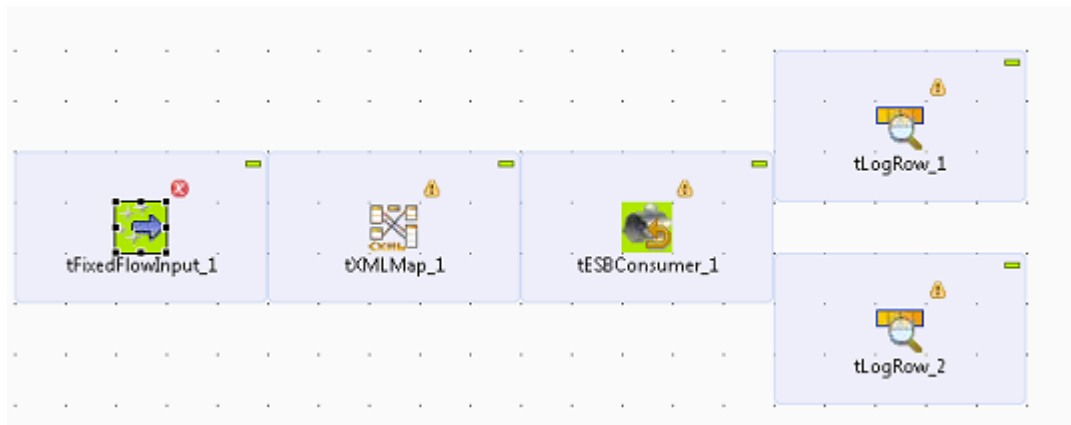 tLogRow_1
tFixedFlowInput_1
tXMLMap_1
tESBConsumer_1
tLogRow_2